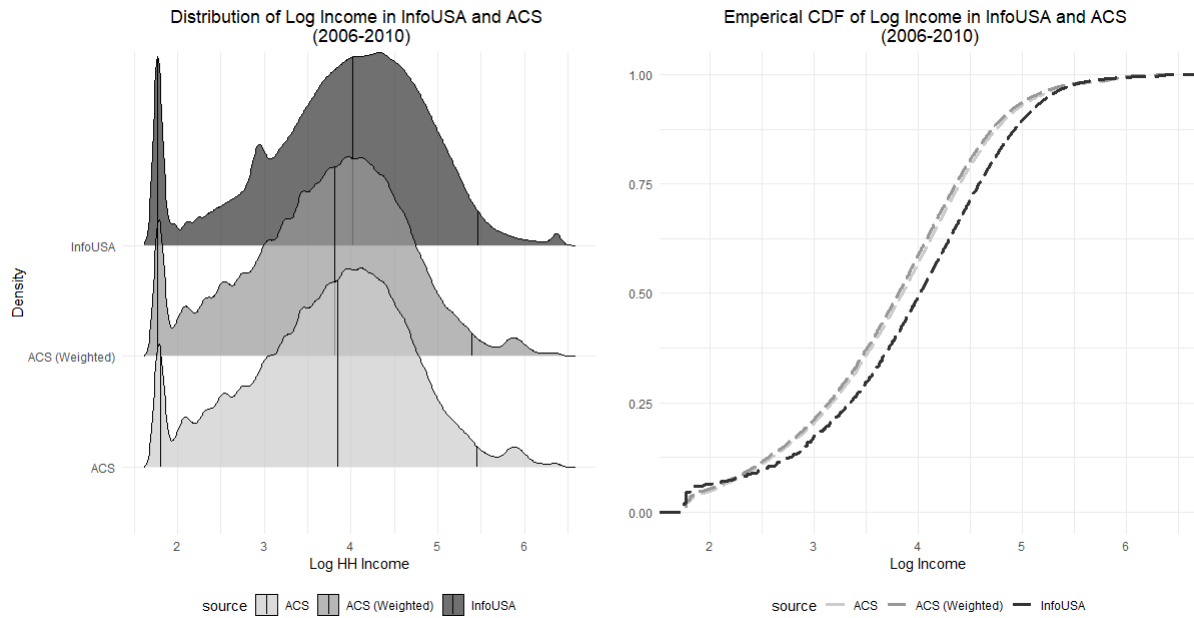 Distribution of Log Income in InfoUSA and ACS
(2006-2010)
Density
InfoUSA
ACS (Weighted)
ACS
2 3 4 5 6
Log HH Income
source ACS ACS (Weighted) InfoUSA
Emperical CDF of Log Income in InfoUSA and ACS
(2006-2010)
1.00
0.75
0.50
0.25
0.00
2 3 4 5 6
Log Income
source ACS ACS (Weighted) InfoUSA